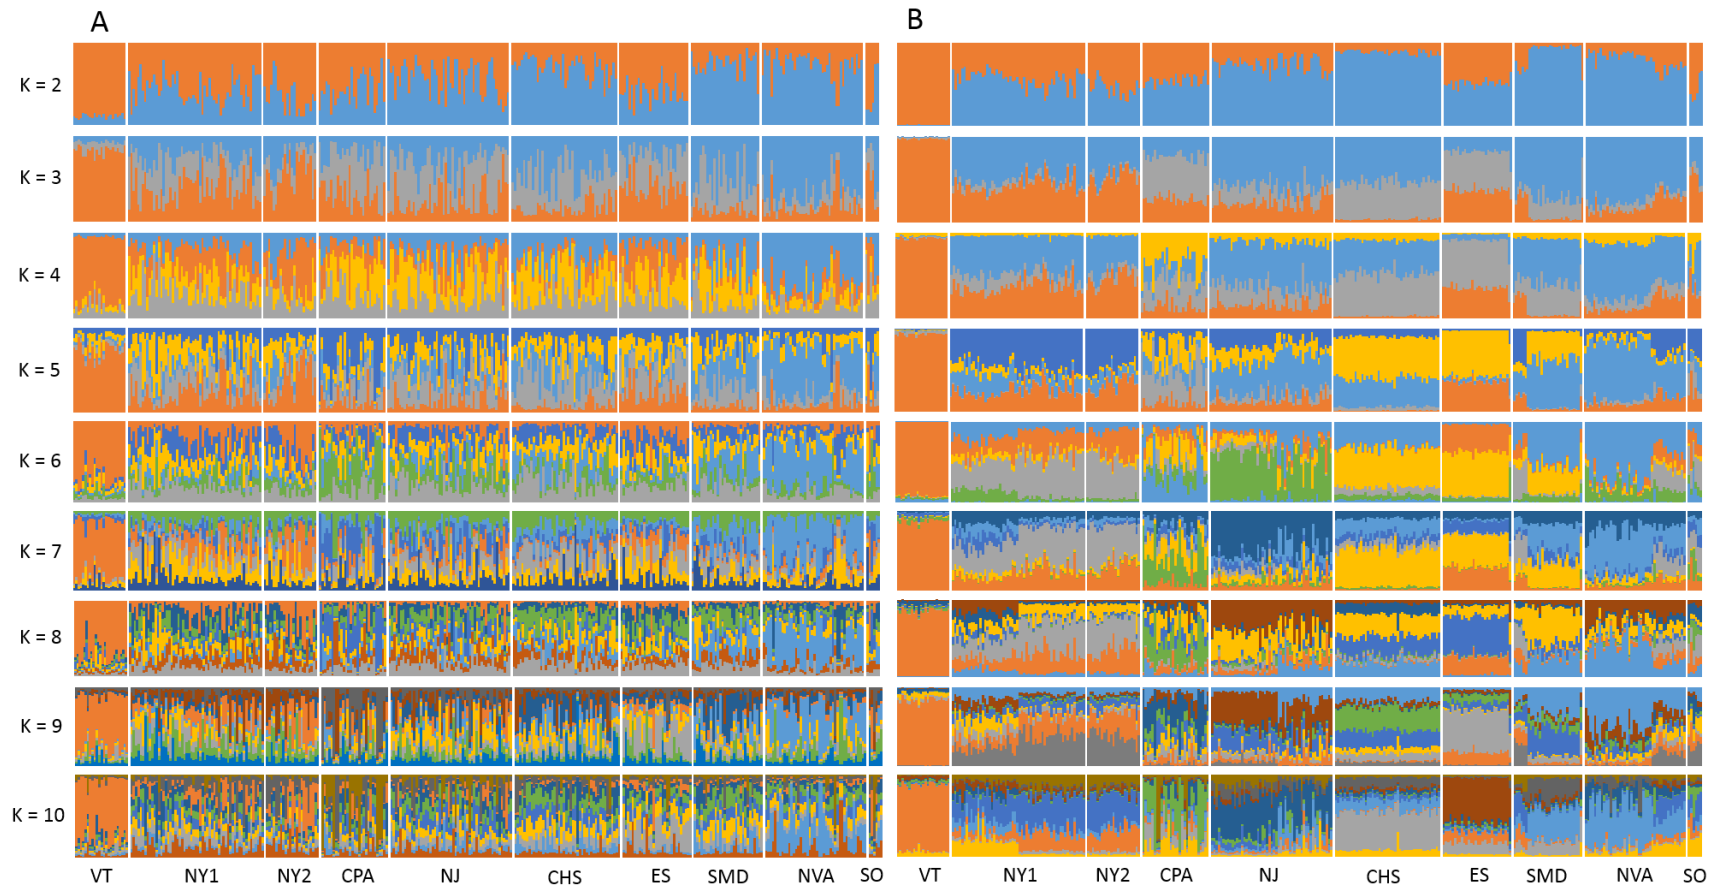 A B
K = 2
K = 3
K = 4
K = 5
K = 6
K = 7
K = 8
K = 9
K = 10
VT NY1 NY2 CPA NJ CHS ES SMD NVA SO VT NY1 NY2 CPA NJ CHS ES SMD NVA SO